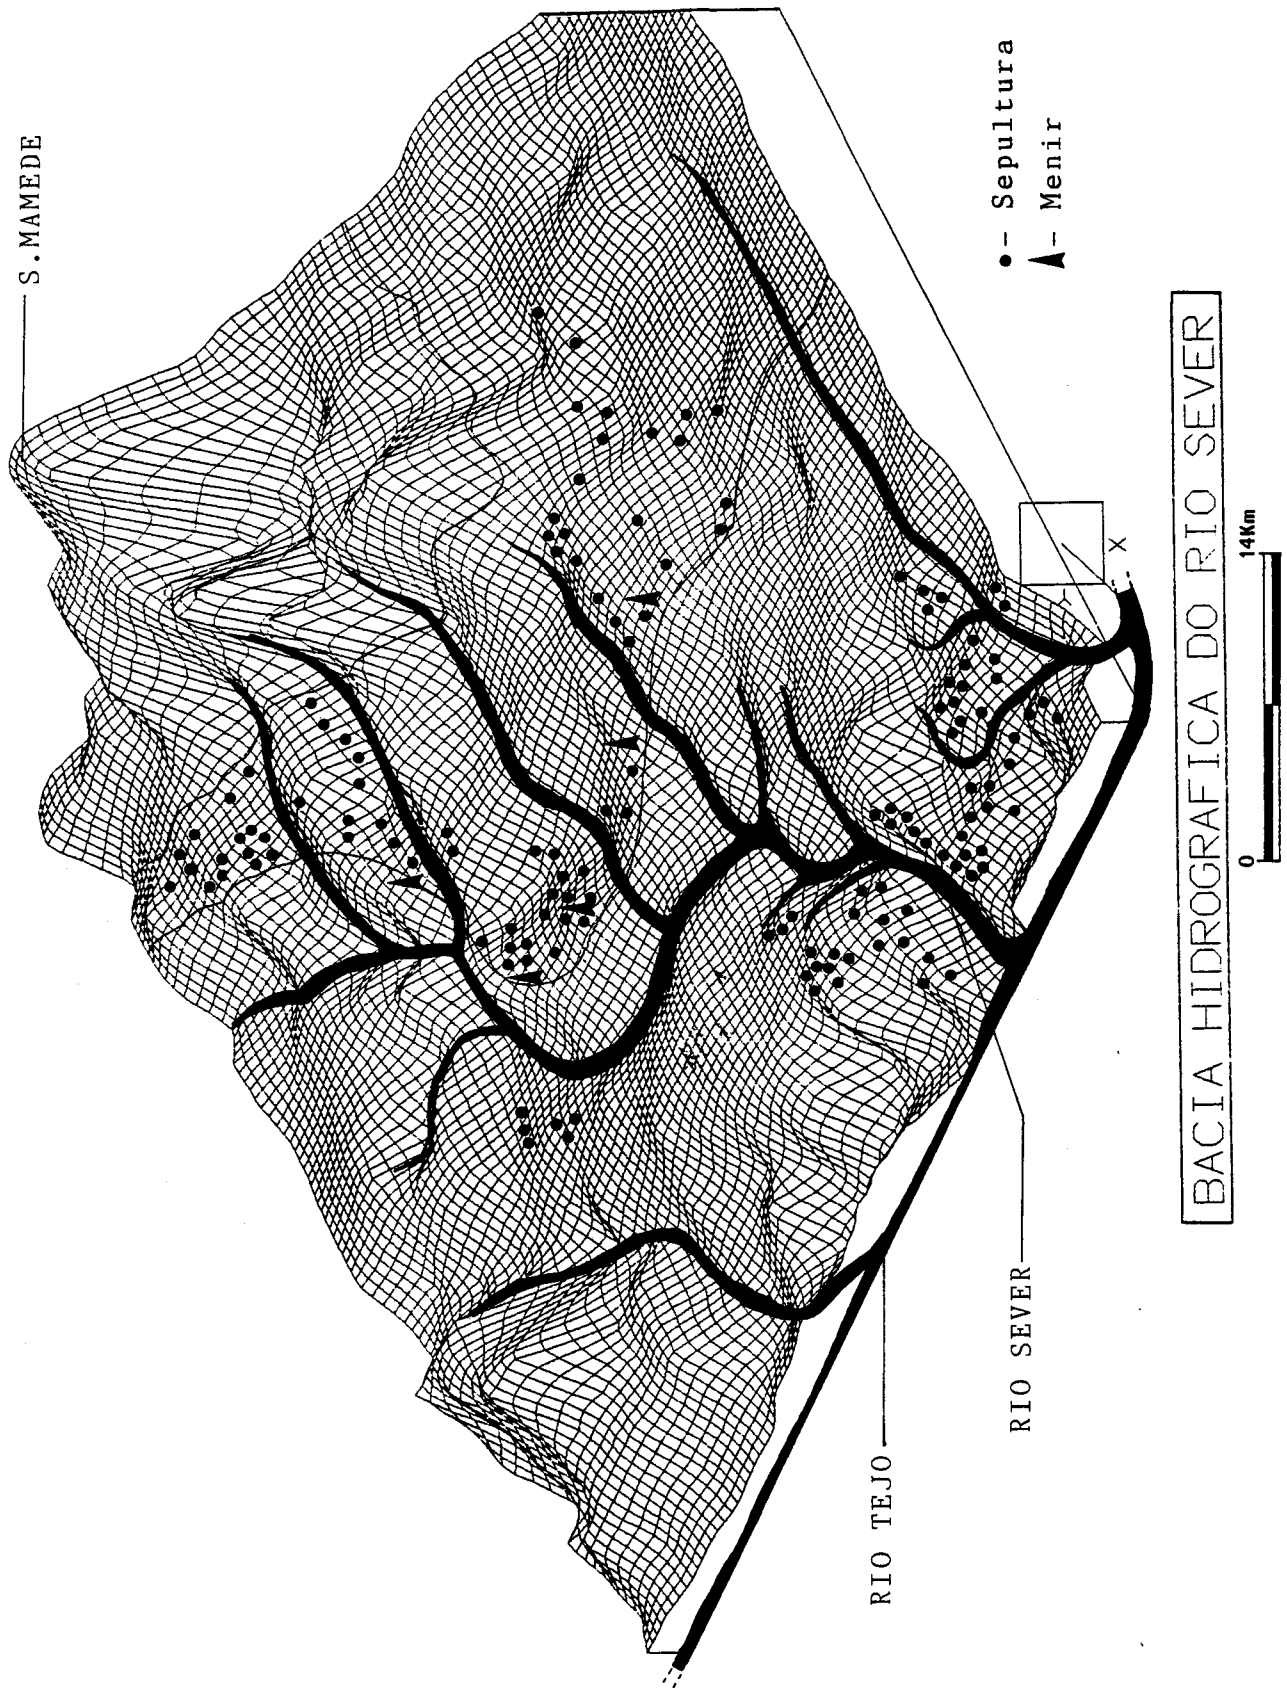 S.MAMEDE
• - Sepultura
- Menir
X
RIO TEJO
RIO SEVER
BACIA HIDROGRAFICA DO RIO SEVER
0 14Km